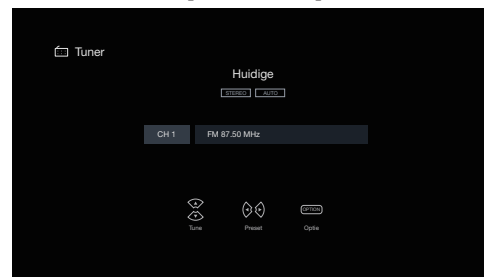 Tuner
Huidige
STEREO AUTO
CH 1 FM 87.50 MHz
OPTION
Tune Preset Optie